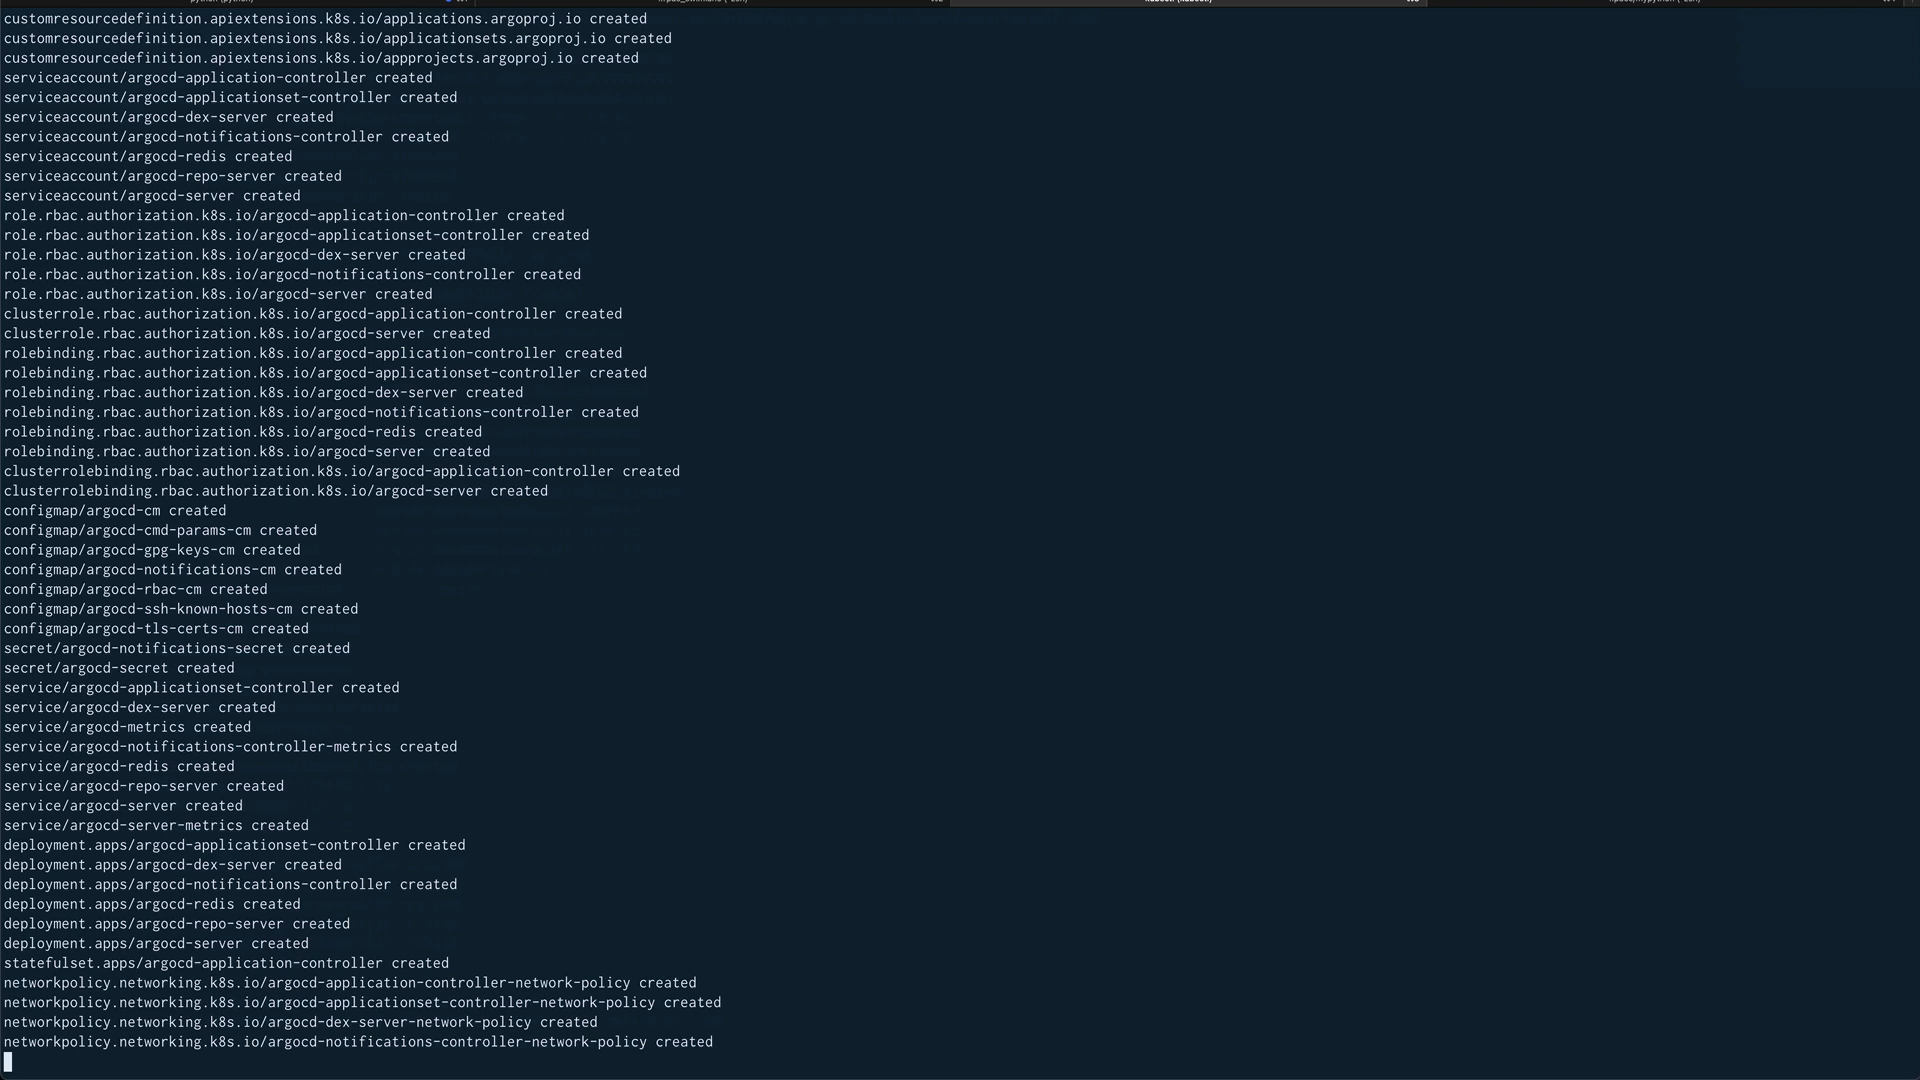 customresourcedefinition.apiextensions.k8s.io/applications.argoproj.io created
customresourcedefinition.apiextensions.k8s.io/applicationsets.argoproj.io created
customresourcedefinition.apiextensions.k8s.io/appprojects.argoproj.io created
serviceaccount/argocd-application-controller created
serviceaccount/argocd-applicationset-controller created
serviceaccount/argocd-dex-server created
serviceaccount/argocd-notifications-controller created
serviceaccount/argocd-redis created
serviceaccount/argocd-repo-server created
serviceaccount/argocd-server created
role.rbac.authorization.k8s.io/argocd-application-controller created
role.rbac.authorization.k8s.io/argocd-applicationset-controller created
role.rbac.authorization.k8s.io/argocd-dex-server created
role.rbac.authorization.k8s.io/argocd-notifications-controller created
role.rbac.authorization.k8s.io/argocd-server created
clusterrole.rbac.authorization.k8s.io/argocd-application-controller created
clusterrole.rbac.authorization.k8s.io/argocd-server created
rolebinding.rbac.authorization.k8s.io/argocd-application-controller created
rolebinding.rbac.authorization.k8s.io/argocd-applicationset-controller created
rolebinding.rbac.authorization.k8s.io/argocd-dex-server created
rolebinding.rbac.authorization.k8s.io/argocd-notifications-controller created
rolebinding.rbac.authorization.k8s.io/argocd-redis created
rolebinding.rbac.authorization.k8s.io/argocd-server created
clusterrolebinding.rbac.authorization.k8s.io/argocd-application-controller created
clusterrolebinding.rbac.authorization.k8s.io/argocd-server created
configmap/argocd-cm created
configmap/argocd-cmd-params-cm created
configmap/argocd-gpg-keys-cm created
configmap/argocd-notifications-cm created
configmap/argocd-rbac-cm created
configmap/argocd-ssh-known-hosts-cm created
configmap/argocd-tls-certs-cm created
secret/argocd-notifications-secret created
secret/argocd-secret created
service/argocd-applicationset-controller created
service/argocd-dex-server created
service/argocd-metrics created
service/argocd-notifications-controller-metrics created
service/argocd-redis created
service/argocd-repo-server created
service/argocd-server created
service/argocd-server-metrics created
deployment.apps/argocd-applicationset-controller created
deployment.apps/argocd-dex-server created
deployment.apps/argocd-notifications-controller created
deployment.apps/argocd-redis created
deployment.apps/argocd-repo-server created
deployment.apps/argocd-server created
statefulset.apps/argocd-application-controller created
networkpolicy.networking.k8s.io/argocd-application-controller-network-policy created
networkpolicy.networking.k8s.io/argocd-applicationset-controller-network-policy created
networkpolicy.networking.k8s.io/argocd-dex-server-network-policy created
networkpolicy.networking.k8s.io/argocd-notifications-controller-network-policy created